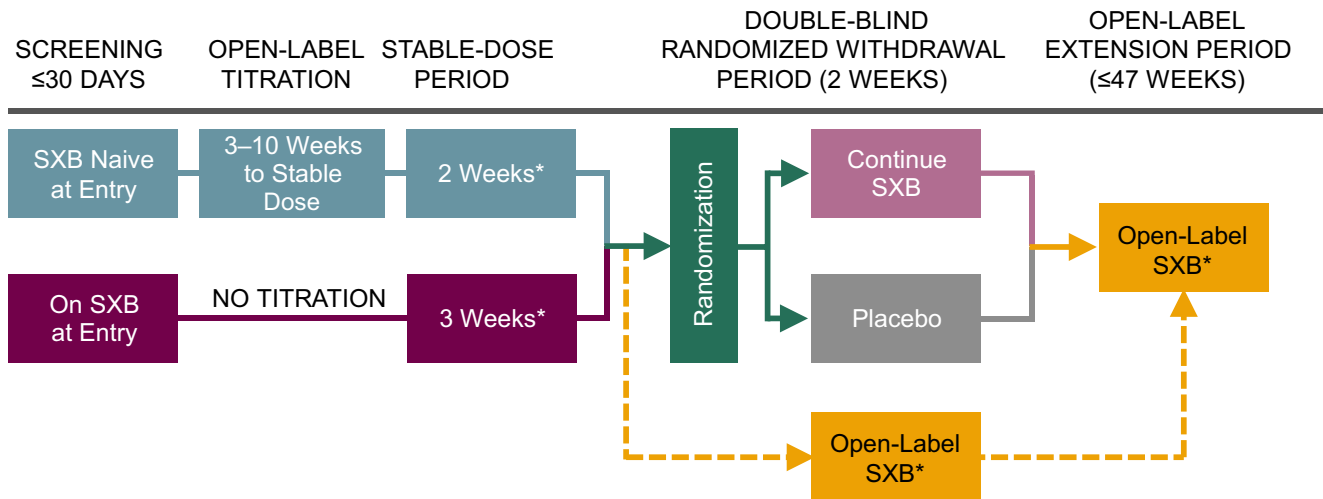 SCREENING
≤30 DAYS
OPEN-LABEL
TITRATION
STABLE-DOSE
PERIOD
DOUBLE-BLIND
RANDOMIZED WITHDRAWAL
PERIOD (2 WEEKS)
OPEN-LABEL
EXTENSION PERIOD
(≤47 WEEKS)
SXB Naive
at Entry
3–10 Weeks
to Stable
Dose
2 Weeks*
Randomization
Continue
SXB
Open-Label
SXB*
On SXB
at Entry
NO TITRATION
3 Weeks*
Placebo
Open-Label
SXB*